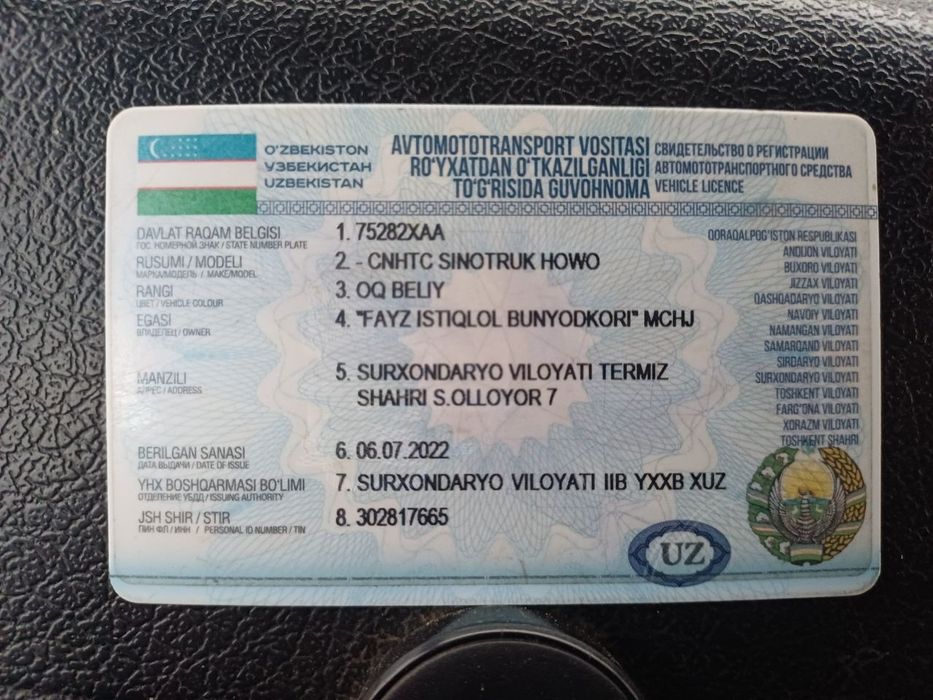 O'ZBEKISTON
УЗБЕКИСТАН
UZBEKISTAN
AVTOMOTOTRANSPORT VOSITASI
RO'YXATDAN O'TKAZILGANLIGI
TO'G'RISIDA GUVOHNOMA
СВИДЕТЕЛЬСТВО О РЕГИСТРАЦИИ
АВТОМОТОТРАНСПОРТНОГО СРЕДСТВА
VEHICLE LICENCE
DAVLAT RAQAM BELGISI
ГОС. НОМЕРНОЙ ЗНАК / STATE NUMBER PLATE
1. 75282XAA
RUSUMI / MODELI
МАРКА/МОДЕЛЬ / MAKE/MODEL
2. - CNHTC SINOTRUK HOWO
RANGI
ЦВЕТ / VEHICLE COLOUR
3. OQ BELIY
EGASI
ВЛАДЕЛЕЦ / OWNER
4. "FAYZ ISTIQLOL BUNYODKORI" MCHJ
MANZILI
АДРЕС / ADDRESS
5. SURXONDARYO VILOYATI TERMIZ
SHAHRI S.OLLOYOR 7
BERILGAN SANASI
ДАТА ВЫДАЧИ / DATE OF ISSUE
6. 06.07.2022
YHX BOSHQARMASI BO'LIMI
ОТДЕЛЕНИЕ УБДД / ISSUING AUTHORITY
7. SURXONDARYO VILOYATI IIB YXXB XUZ
JSH SHIR / STIR
ПИН ФЛ / ИНН / PERSONAL ID NUMBER / TIN
8. 302817665
QORAQALPOG'ISTON RESPUBLIKASI
ANDIJON VILOYATI
BUXORO VILOYATI
JIZZAX VILOYATI
QASHQADARYO VILOYATI
NAVOIY VILOYATI
NAMANGAN VILOYATI
SAMARQAND VILOYATI
SIRDARYO VILOYATI
SURXONDARYO VILOYATI
TOSHKENT VILOYATI
FARG'ONA VILOYATI
XORAZM VILOYATI
TOSHKENT SHAHRI
UZ